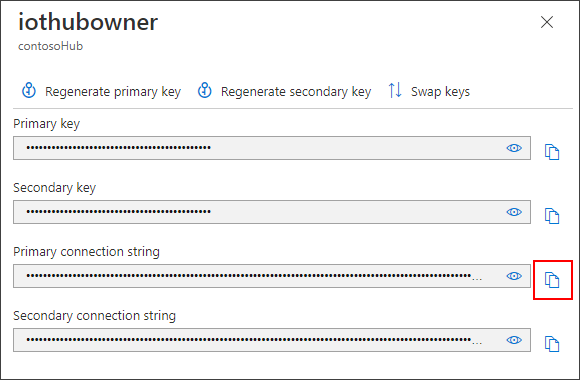 iothubowner
contosoHub
Regenerate primary key Regenerate secondary key Swap keys
Primary key
Secondary key
Primary connection string
Secondary connection string